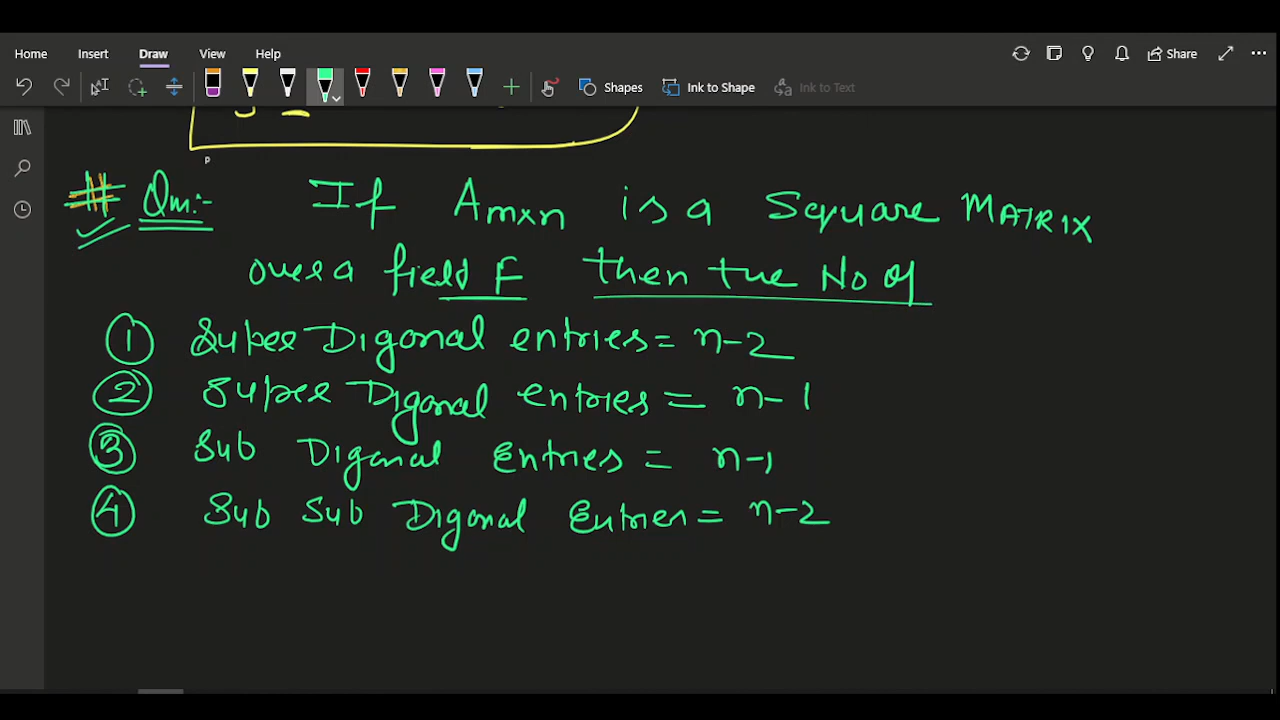 Home Insert Draw View Help
Share
Shapes Ink to Shape Ink to Text
# Qm:- If Amxn is a Square MATRIX
over a field F then the No of
① Super Digonal entries = n-2
② Super Digonal entries = n-1
③ Sub Digonal Entries = n-1
④ Sub Sub Digonal Entries = n-2